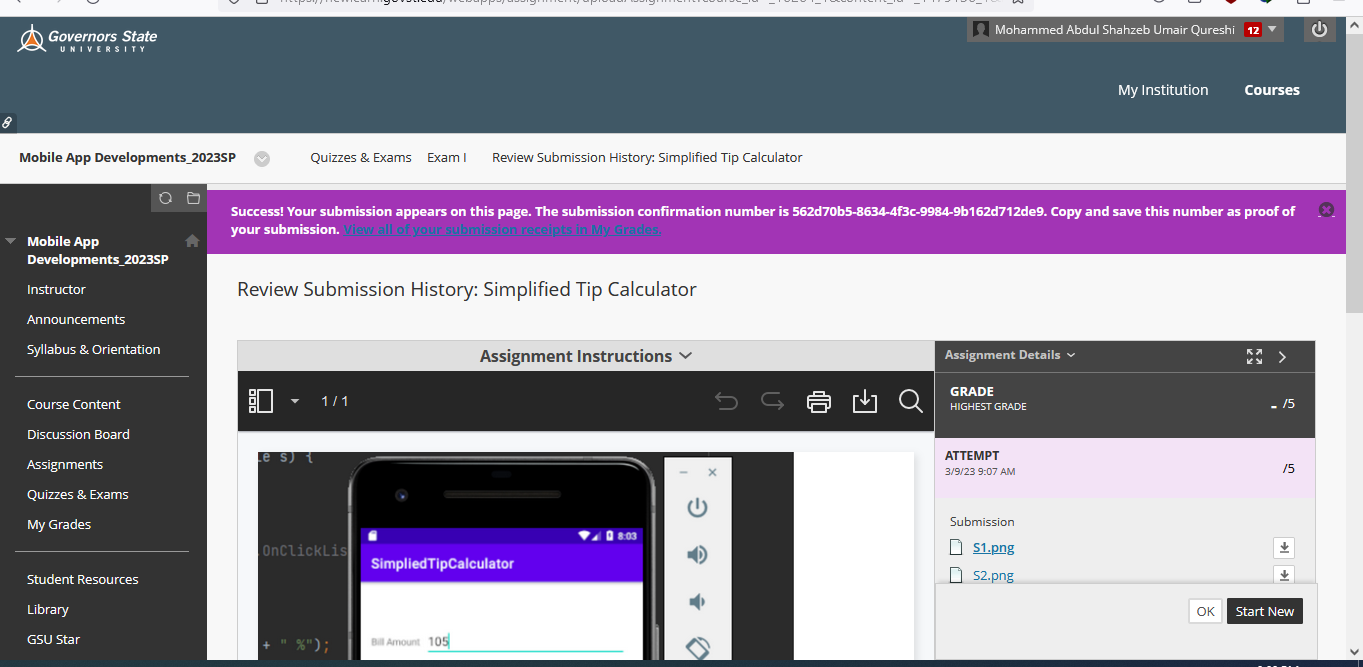 Governors State
UNIVERSITY
Mohammed Abdul Shahzeb Umair Qureshi 12
My Institution Courses
Mobile App Developments_2023SP Quizzes & Exams Exam I Review Submission History: Simplified Tip Calculator
Success! Your submission appears on this page. The submission confirmation number is 562d70b5-8634-4f3c-9984-9b162d712de9. Copy and save this number as proof of
your submission. View all of your submission receipts in My Grades.
Mobile App
Developments_2023SP
Instructor
Announcements
Syllabus & Orientation
Course Content
Discussion Board
Assignments
Quizzes & Exams
My Grades
Student Resources
Library
GSU Star
Review Submission History: Simplified Tip Calculator
Assignment Instructions
1 / 1
le s) {
.OnClickLis
+ " %");
8:03
SimpliedTipCalculator
Bill Amount 105
Assignment Details
GRADE
HIGHEST GRADE
- /5
ATTEMPT
3/9/23 9:07 AM
/5
Submission
S1.png
S2.png
OK Start New